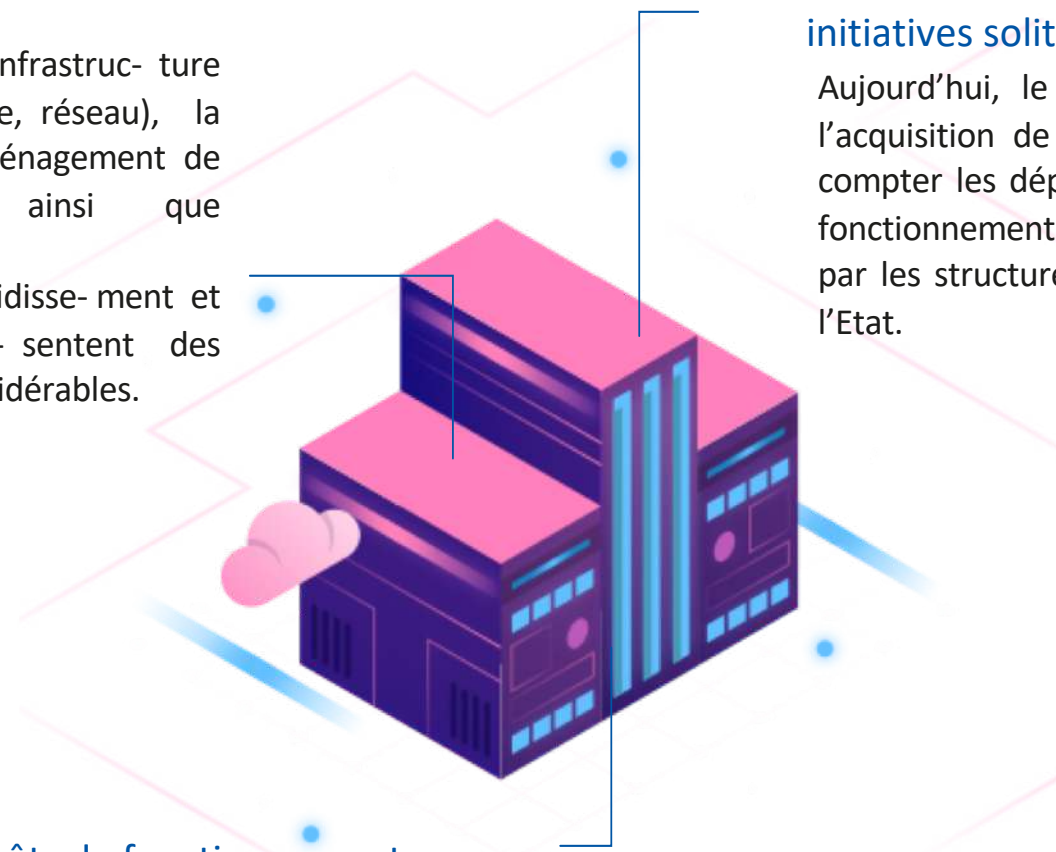 nfrastruc- ture
e, réseau), la
énagement de
ainsi que
idisse- ment et
- sentent des
idérables.
initiatives solit
Aujourd’hui, le
l’acquisition de
compter les dép
fonctionnement
par les structure
l’Etat.